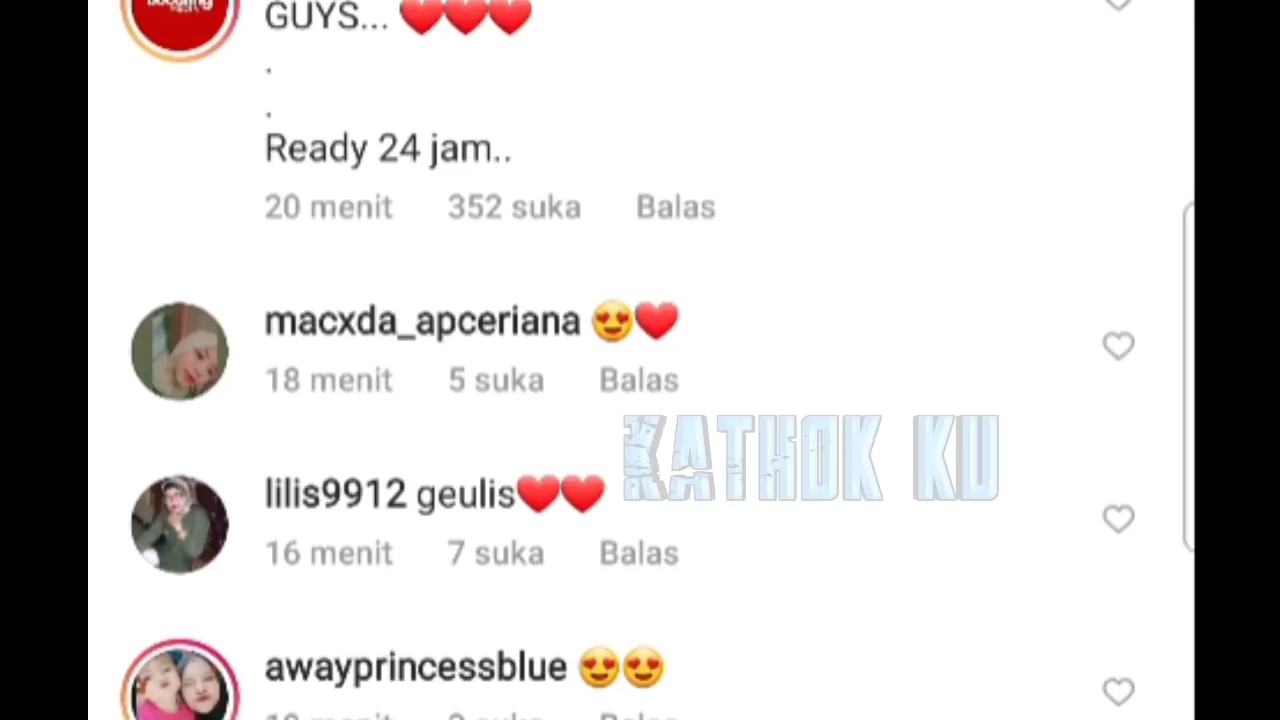 GUYS... ❤️❤️❤️
.
.
Ready 24 jam..
20 menit 352 suka Balas
macxda_apceriana 😍❤️
18 menit 5 suka Balas
KATHOK KU
lilis9912 geulis❤️❤️
16 menit 7 suka Balas
awayprincessblue 😍😍